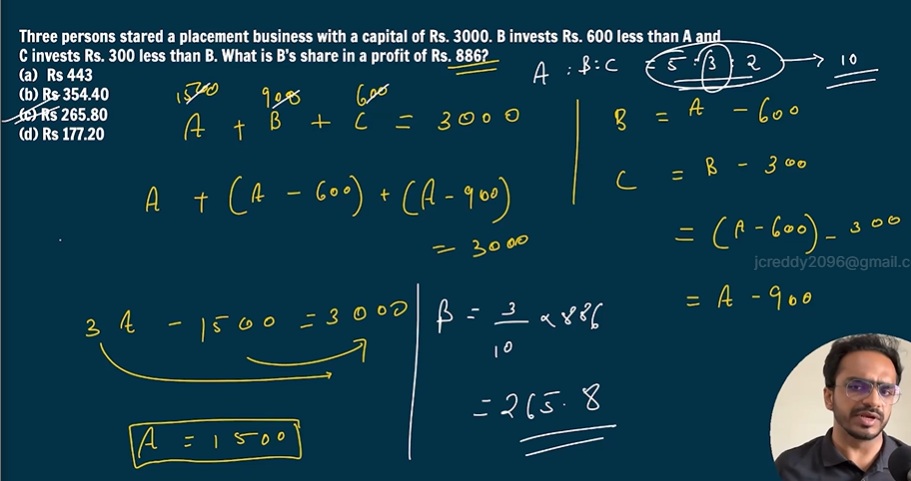 Three persons stared a placement business with a capital of Rs. 3000. B invests Rs. 600 less than A and
C invests Rs. 300 less than B. What is B's share in a profit of Rs. 886?
(a) Rs 443
(b) Rs 354.40
(c) Rs 265.80
(d) Rs 177.20
A : B : C = 5 : 3 : 2 → 10
1500 900 600
A + B + C = 3000
A + (A - 600) + (A - 900)
= 3000
3A - 1500 = 3000
A = 1500
B = A - 600
C = B - 300
= (A - 600) - 300
jcreddy2096@gmail.c
= A - 900
B = 3/10 × 886
= 265.8